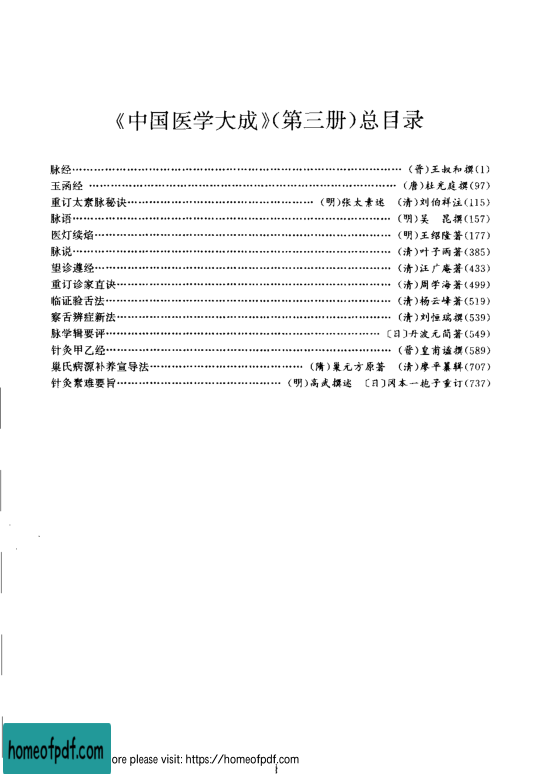 《中国医学大成》(第三册)总目录
脉经……(晋)王叔和撰(1)
玉函经……(唐)杜光庭撰(97)
重订太素脉秘诀……(明)张太素述 (清)刘伯祥注(115)
脉语……(明)吴 昆撰(157)
医灯续焰……(明)王绍隆著(177)
脉说……(清)叶子雨著(385)
望诊遵经……(清)汪广庵著(433)
重订诊家直诀……(清)周学海著(499)
临证验舌法……(清)杨云峰著(519)
察舌辨症新法……(清)刘恒瑞撰(539)
脉学辑要评……〔日〕丹波元简著(549)
针灸甲乙经……(晋)皇甫谧撰(589)
巢氏病源补养宣导法……(隋)巢元方原著 (清)廖平纂辑(707)
针灸素难要旨……(明)高武撰述 〔日〕冈本一抱子重订(737)
homeofpdf.com
ore please visit: https://homeofpdf.com